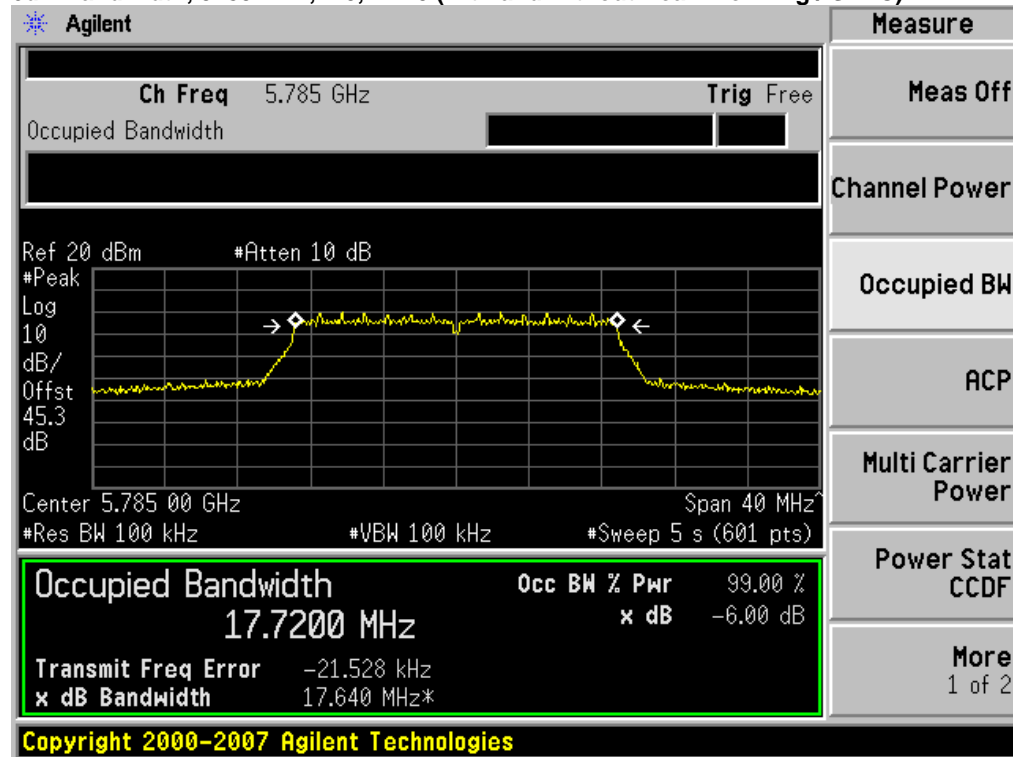 Agilent
Measure
Ch Freq 5.785 GHz Trig Free
Occupied Bandwidth
Ref 20 dBm #Atten 10 dB
#Peak
Log
10
dB/
Offst
45.3
dB
Center 5.785 00 GHz Span 40 MHz^
#Res BW 100 kHz #VBW 100 kHz #Sweep 5 s (601 pts)
Occupied Bandwidth
17.7200 MHz
Occ BW % Pwr 99.00 %
x dB -6.00 dB
Transmit Freq Error -21.528 kHz
x dB Bandwidth 17.640 MHz*
Meas Off
Channel Power
Occupied BW
ACP
Multi Carrier
Power
Power Stat
CCDF
More
1 of 2
Copyright 2000-2007 Agilent Technologies